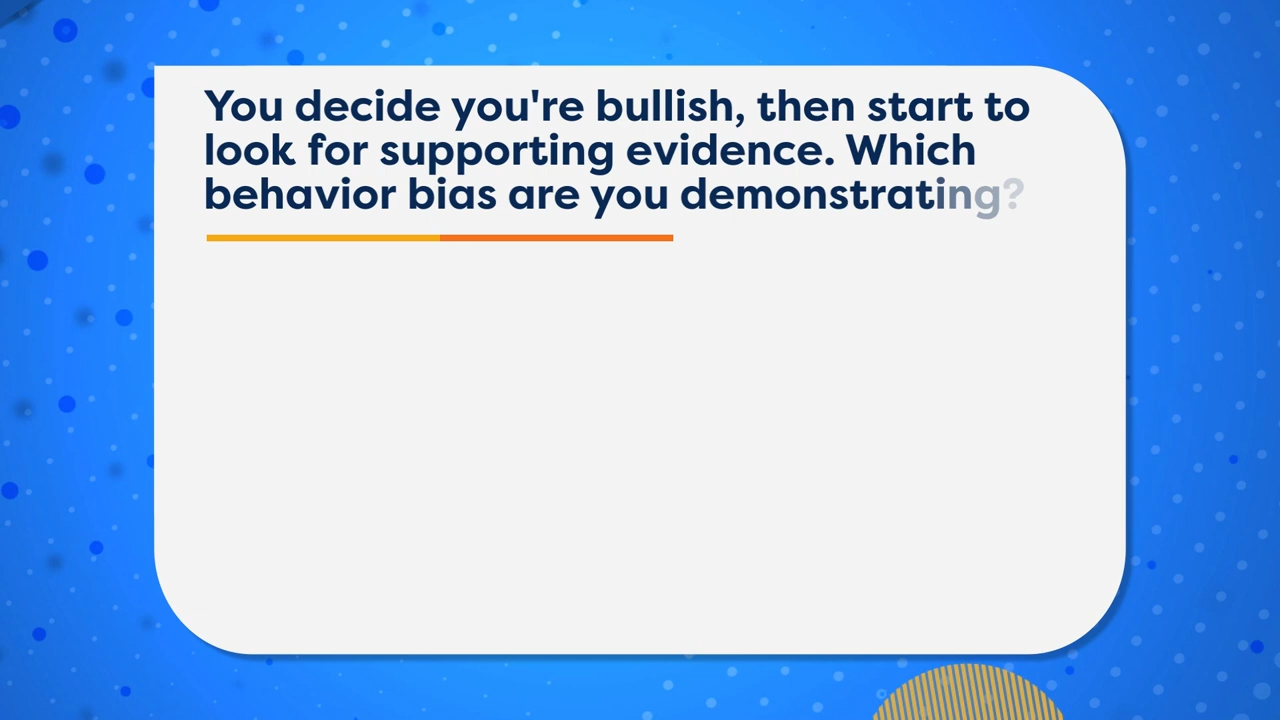 You decide you're bullish, then start to
look for supporting evidence. Which
behavior bias are you demonstrating?